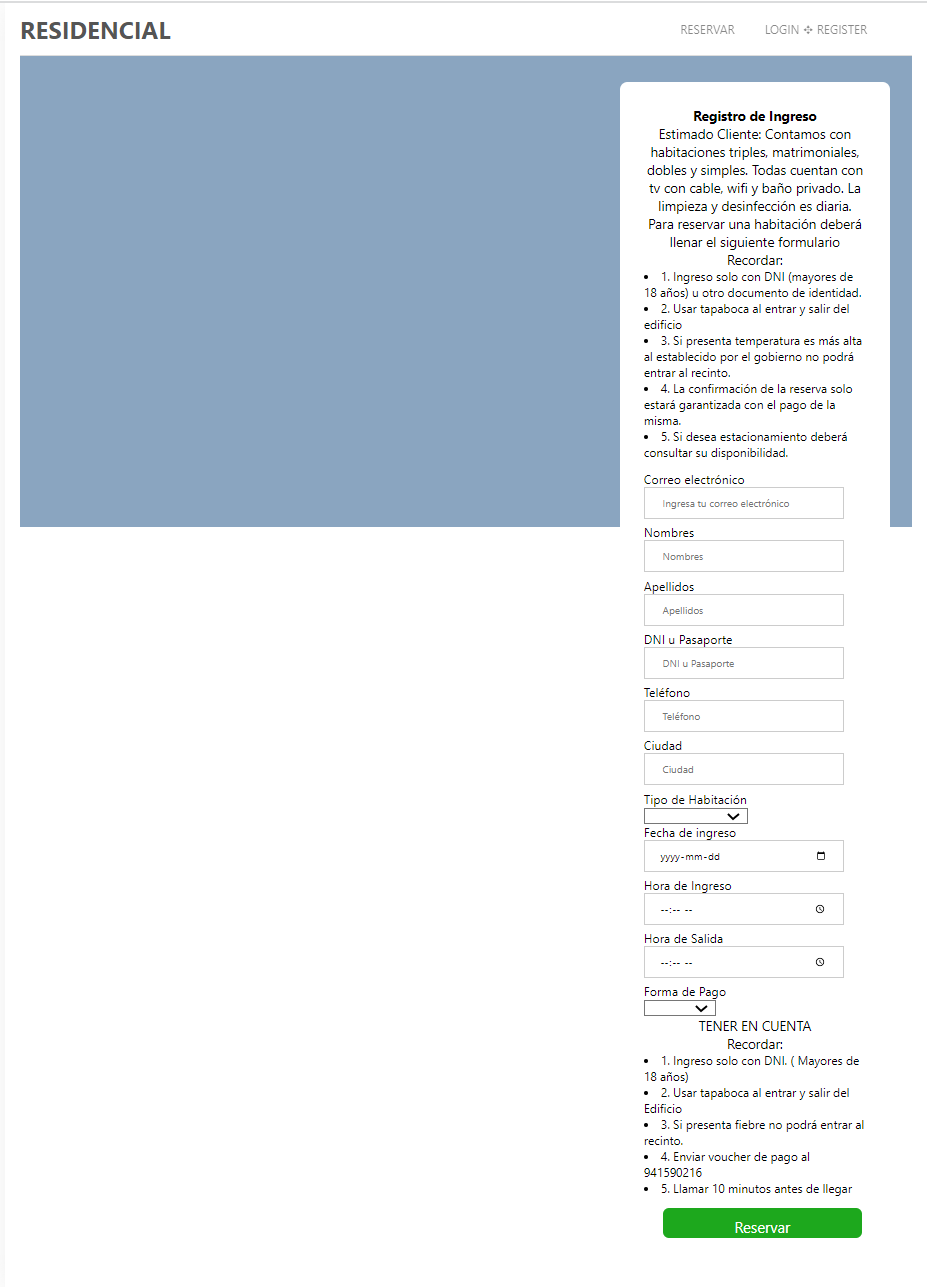 RESIDENCIAL
RESERVAR
LOGIN ✣ REGISTER
Registro de Ingreso
Estimado Cliente: Contamos con
habitaciones triples, matrimoniales,
dobles y simples. Todas cuentan con
tv con cable, wifi y baño privado. La
limpieza y desinfección es diaria.
Para reservar una habitación deberá
llenar el siguiente formulario
Recordar:
• 1. Ingreso solo con DNI (mayores de
18 años) u otro documento de identidad.
• 2. Usar tapaboca al entrar y salir del
edificio
• 3. Si presenta temperatura es más alta
al establecido por el gobierno no podrá
entrar al recinto.
• 4. La confirmación de la reserva solo
estará garantizada con el pago de la
misma.
• 5. Si desea estacionamiento deberá
consultar su disponibilidad.
Correo electrónico
Ingresa tu correo electrónico
Nombres
Nombres
Apellidos
Apellidos
DNI u Pasaporte
DNI u Pasaporte
Teléfono
Teléfono
Ciudad
Ciudad
Tipo de Habitación
Fecha de ingreso
yyyy-mm-dd
Hora de Ingreso
--:-- --
Hora de Salida
--:-- --
Forma de Pago
TENER EN CUENTA
Recordar:
• 1. Ingreso solo con DNI. ( Mayores de
18 años)
• 2. Usar tapaboca al entrar y salir del
Edificio
• 3. Si presenta fiebre no podrá entrar al
recinto.
• 4. Enviar voucher de pago al
941590216
• 5. Llamar 10 minutos antes de llegar
Reservar